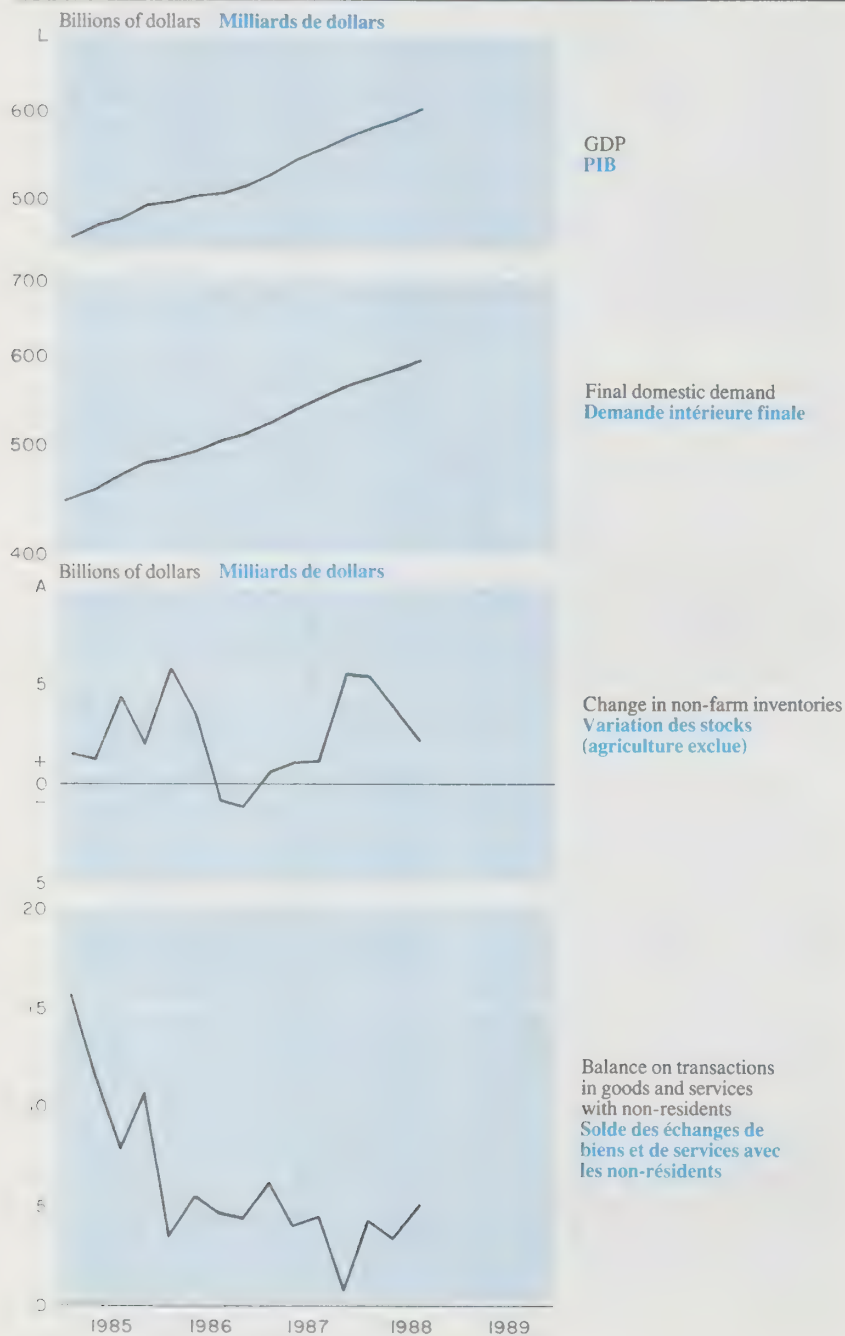 Billions of dollars Milliards de dollars
L
600
500
GDP
PIB
700
600
500
400
Final domestic demand
Demande intérieure finale
Billions of dollars Milliards de dollars
A
5
+
0
–
5
Change in non-farm inventories
Variation des stocks
(agriculture exclue)
20
5
0
5
0
Balance on transactions
in goods and services
with non-residents
Solde des échanges de
biens et de services avec
les non-résidents
1985 1986 1987 1988 1989